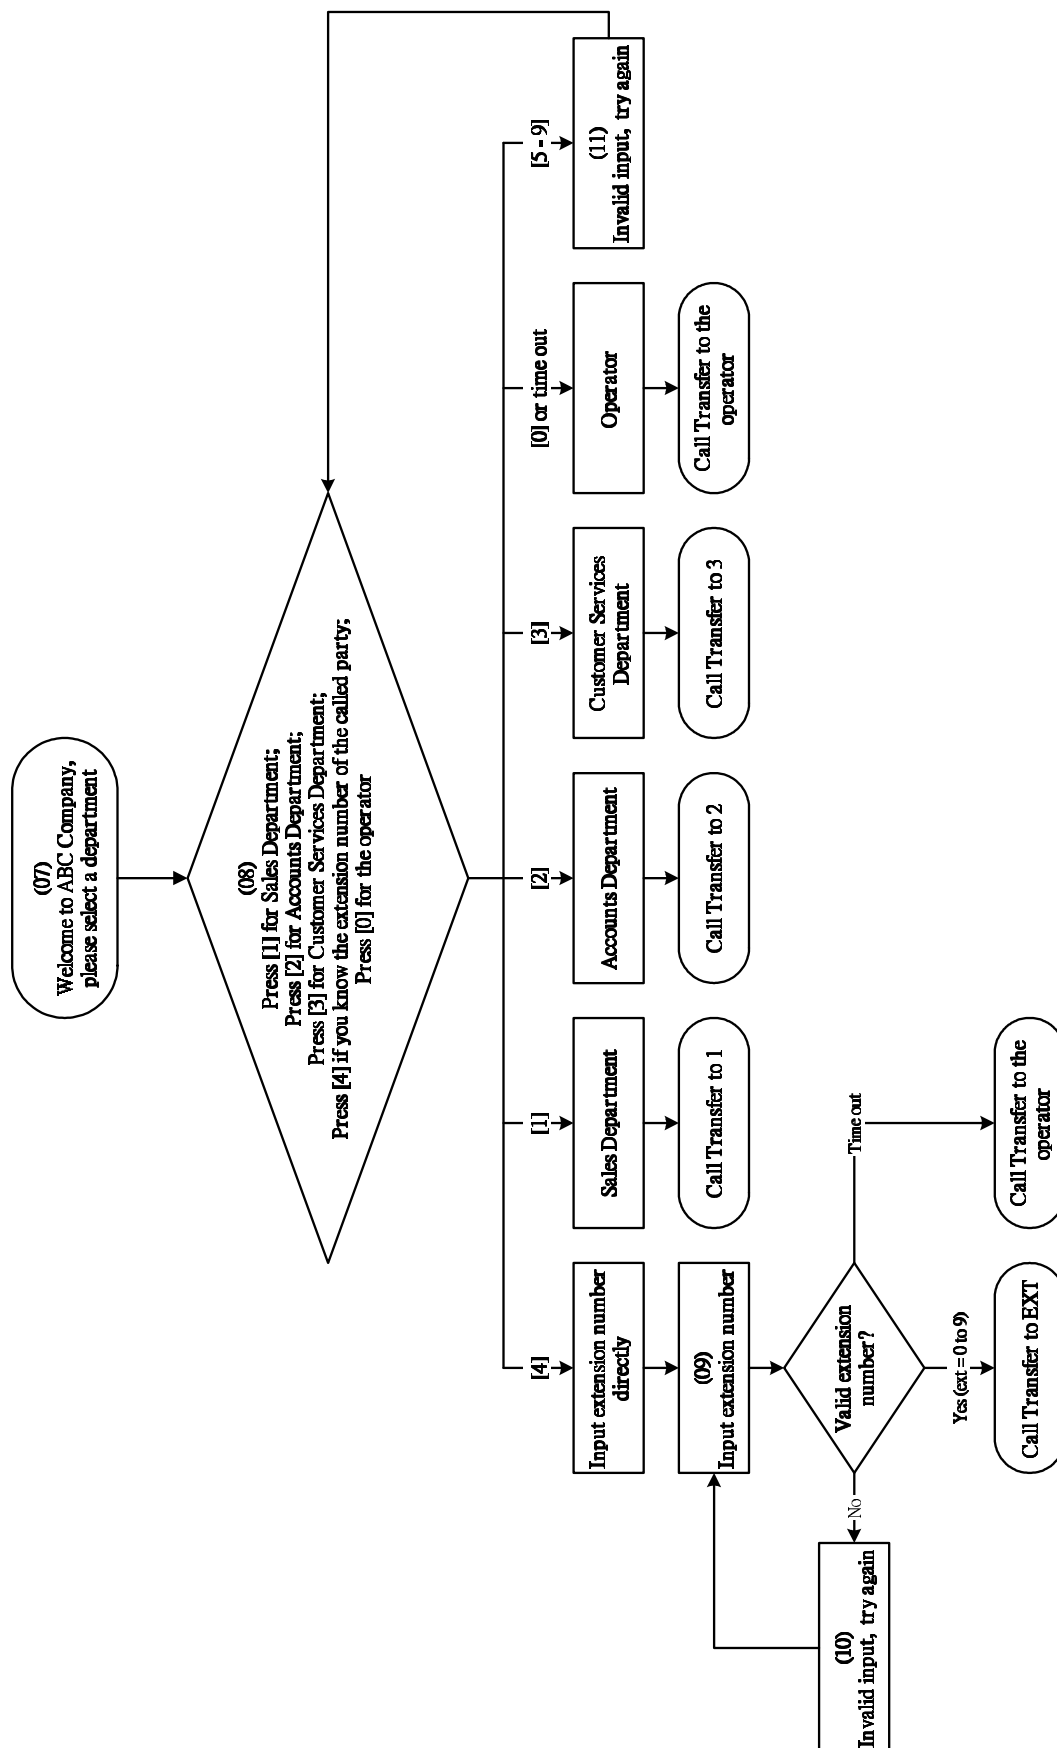 (07)
Welcome to ABC Company,
please select a department
(08)
Press [1] for Sales Department;
Press [2] for Accounts Department;
Press [3] for Customer Services Department;
Press [4] if you know the extension number of the called party;
Press [0] for the operator
[4]
[1]
[2]
[3]
[0] or time out
[5 - 9]
Input extension number
directly
Sales Department
Accounts Department
Customer Services
Department
Operator
(11)
Invalid input, try again
(09)
Input extension number
Call Transfer to 1
Call Transfer to 2
Call Transfer to 3
Call Transfer to the
operator
Valid extension
number?
No
Time out
(10)
Invalid input, try again
Yes (ext = 0 to 9)
Call Transfer to EXT
Call Transfer to the
operator